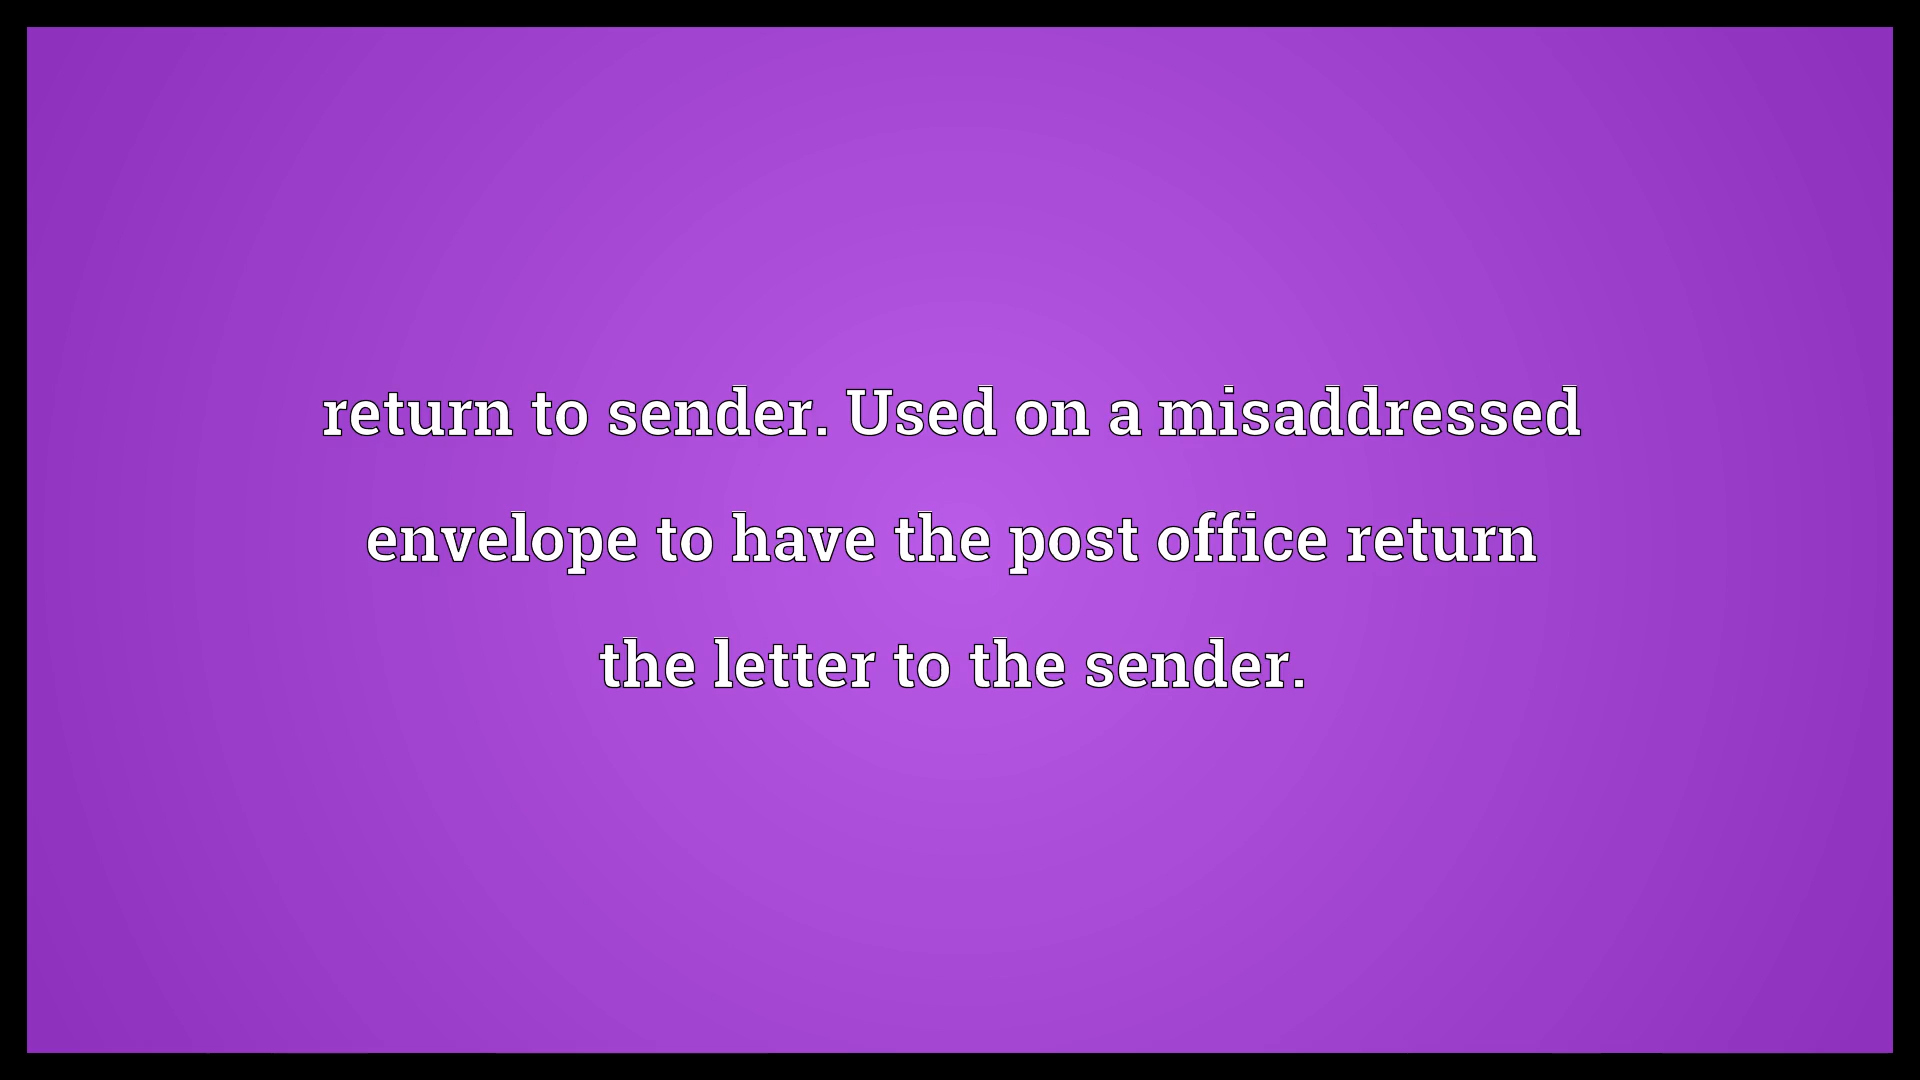 return to sender. Used on a misaddressed
envelope to have the post office return
the letter to the sender.